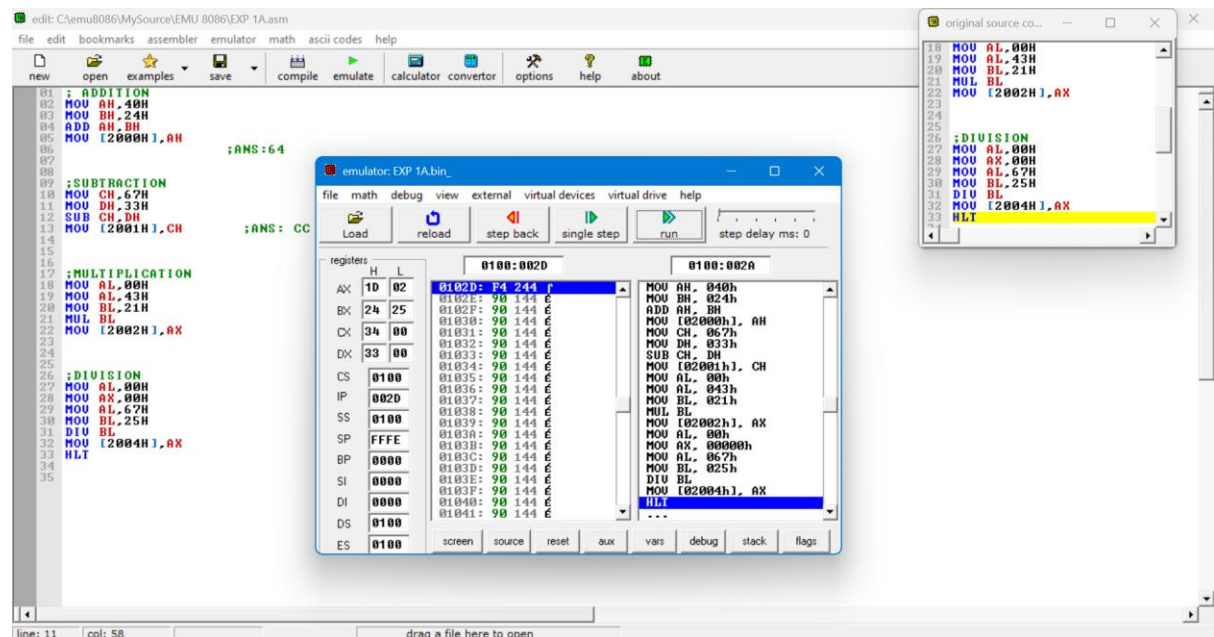 edit: C:\emu8086\MySource\EMU 8086\EXP 1A.asm
file edit bookmarks assembler emulator math ascii codes help
new open examples save compile emulate calculator convertor options help about
01 ; ADDITION
02 MOV AH,40H
03 MOV BH,24H
04 ADD AH,BH
05 MOV [2000H],AH
06 ;ANS:64
07
08
09 ;SUBTRACTION
10 MOV CH,67H
11 MOV DH,33H
12 SUB CH,DH
13 MOV [2001H],CH ;ANS: CC
14
15
16
17 ;MULTIPLICATION
18 MOV AL,00H
19 MOV AL,43H
20 MOV BL,21H
21 MUL BL
22 MOV [2002H],AX
23
24
25
26 ;DIVISION
27 MOV AL,00H
28 MOV AX,00H
29 MOV AL,67H
30 MOV BL,25H
31 DIV BL
32 MOV [2004H],AX
33 HLT
34
35
emulator: EXP 1A.bin_
file math debug view external virtual devices virtual drive help
Load reload step back single step run step delay ms: 0
registers
H L
AX 1D 02
BX 24 25
CX 34 00
DX 33 00
CS 0100
IP 002D
SS 0100
SP FFFE
BP 0000
SI 0000
DI 0000
DS 0100
ES 0100
0100:002D
0102D: F4 244 ⌠
0102E: 90 144 É
0102F: 90 144 É
01030: 90 144 É
01031: 90 144 É
01032: 90 144 É
01033: 90 144 É
01034: 90 144 É
01035: 90 144 É
01036: 90 144 É
01037: 90 144 É
01038: 90 144 É
01039: 90 144 É
0103A: 90 144 É
0103B: 90 144 É
0103C: 90 144 É
0103D: 90 144 É
0103E: 90 144 É
0103F: 90 144 É
01040: 90 144 É
01041: 90 144 É
0100:002A
MOV AH, 040h
MOV BH, 024h
ADD AH, BH
MOV [02000h], AH
MOV CH, 067h
MOV DH, 033h
SUB CH, DH
MOV [02001h], CH
MOV AL, 00h
MOV AL, 043h
MOV BL, 021h
MUL BL
MOV [02002h], AX
MOV AL, 00h
MOV AX, 00000h
MOV AL, 067h
MOV BL, 025h
DIV BL
MOV [02004h], AX
HLT
...
screen source reset aux vars debug stack flags
original source co...
18 MOV AL,00H
19 MOV AL,43H
20 MOV BL,21H
21 MUL BL
22 MOV [2002H],AX
23
24
25
26 ;DIVISION
27 MOV AL,00H
28 MOV AX,00H
29 MOV AL,67H
30 MOV BL,25H
31 DIV BL
32 MOV [2004H],AX
33 HLT
line: 11 col: 58 drag a file here to open